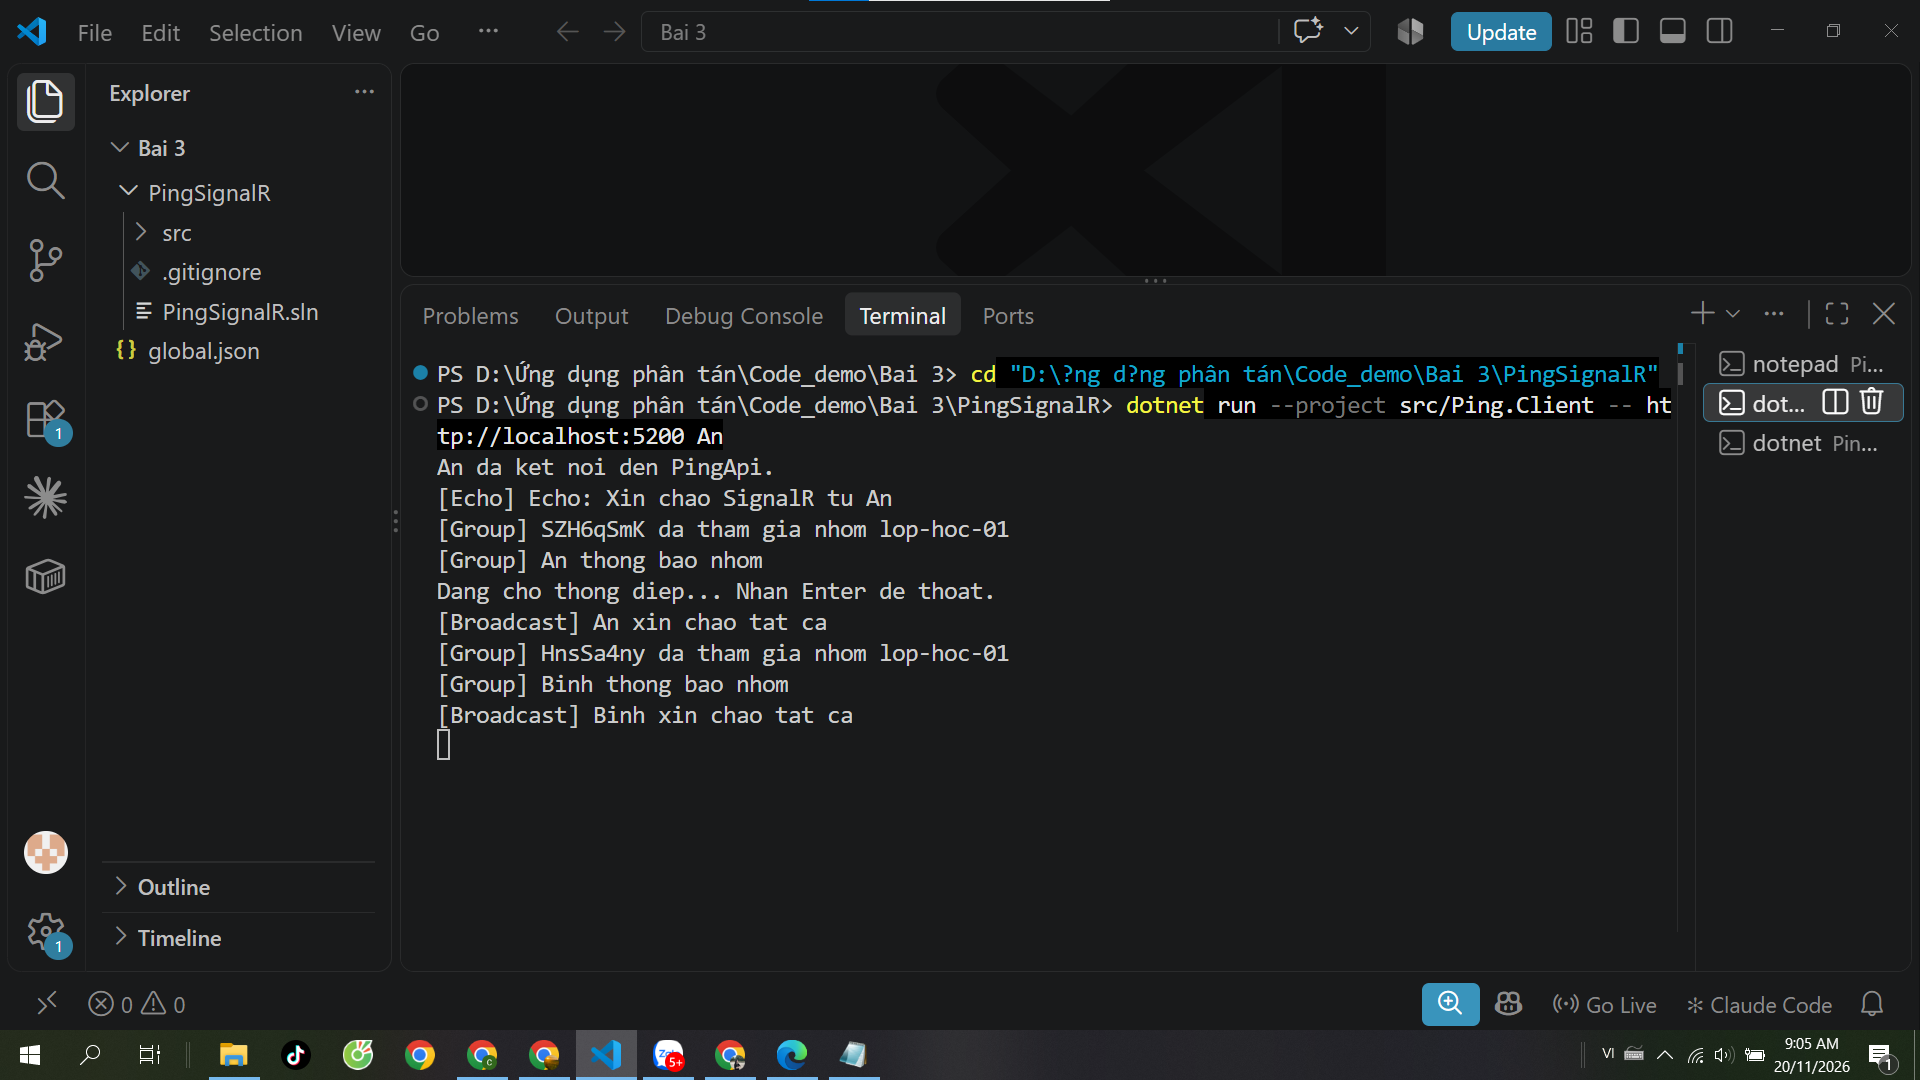 File Edit Selection View Go ···
Bai 3
Update
Explorer
Bai 3
PingSignalR
src
.gitignore
PingSignalR.sln
{} global.json
Outline
Timeline
1
1
Problems Output Debug Console Terminal Ports
PS D:\Ứng dụng phân tán\Code_demo\Bai 3> cd "D:\?ng d?ng phân tán\Code_demo\Bai 3\PingSignalR"
PS D:\Ứng dụng phân tán\Code_demo\Bai 3\PingSignalR> dotnet run --project src/Ping.Client -- ht
tp://localhost:5200 An
An da ket noi den PingApi.
[Echo] Echo: Xin chao SignalR tu An
[Group] SZH6qSmK da tham gia nhom lop-hoc-01
[Group] An thong bao nhom
Dang cho thong diep... Nhan Enter de thoat.
[Broadcast] An xin chao tat ca
[Group] HnsSa4ny da tham gia nhom lop-hoc-01
[Group] Binh thong bao nhom
[Broadcast] Binh xin chao tat ca
notepad Pi...
dot...
dotnet Pin...
0 0
Go Live
Claude Code
5+
VI
9:05 AM
20/11/2026
1